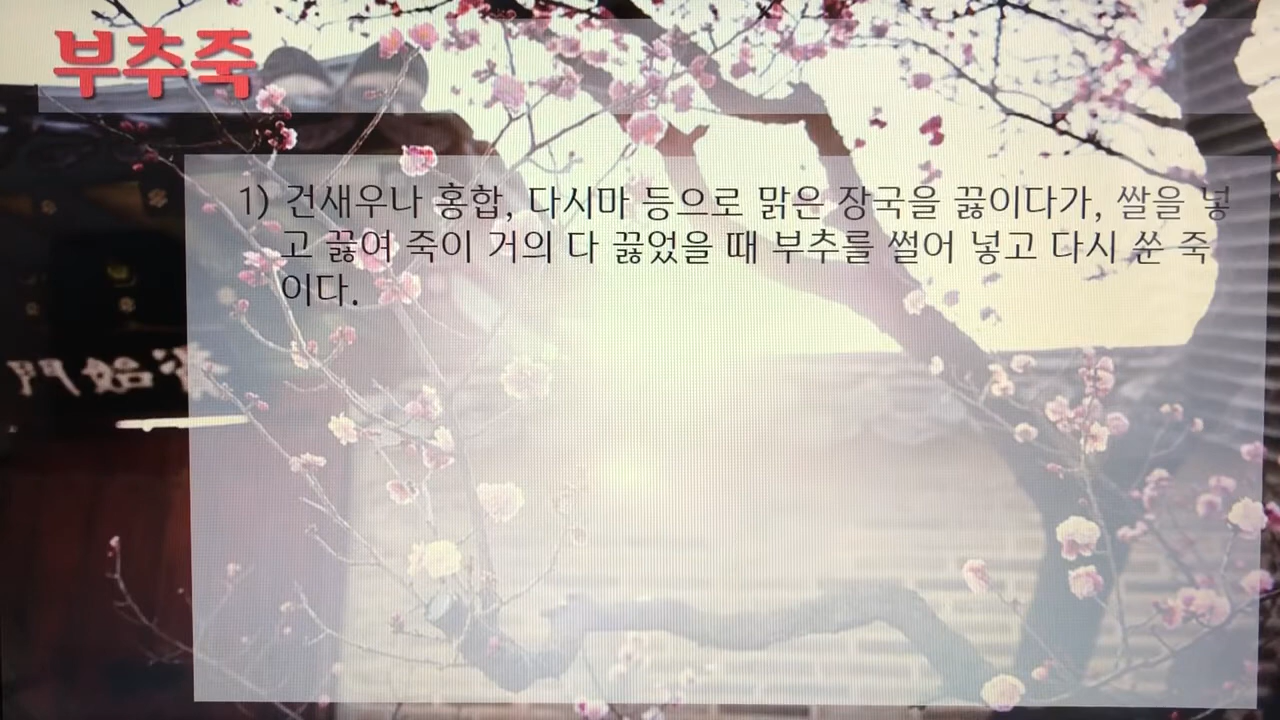 부추죽
1) 건새우나 홍합, 다시마 등으로 맑은 장국을 끓이다가, 쌀을 넣
고 끓여 죽이 거의 다 끓었을 때 부추를 썰어 넣고 다시 쑨 죽
이다.
門始